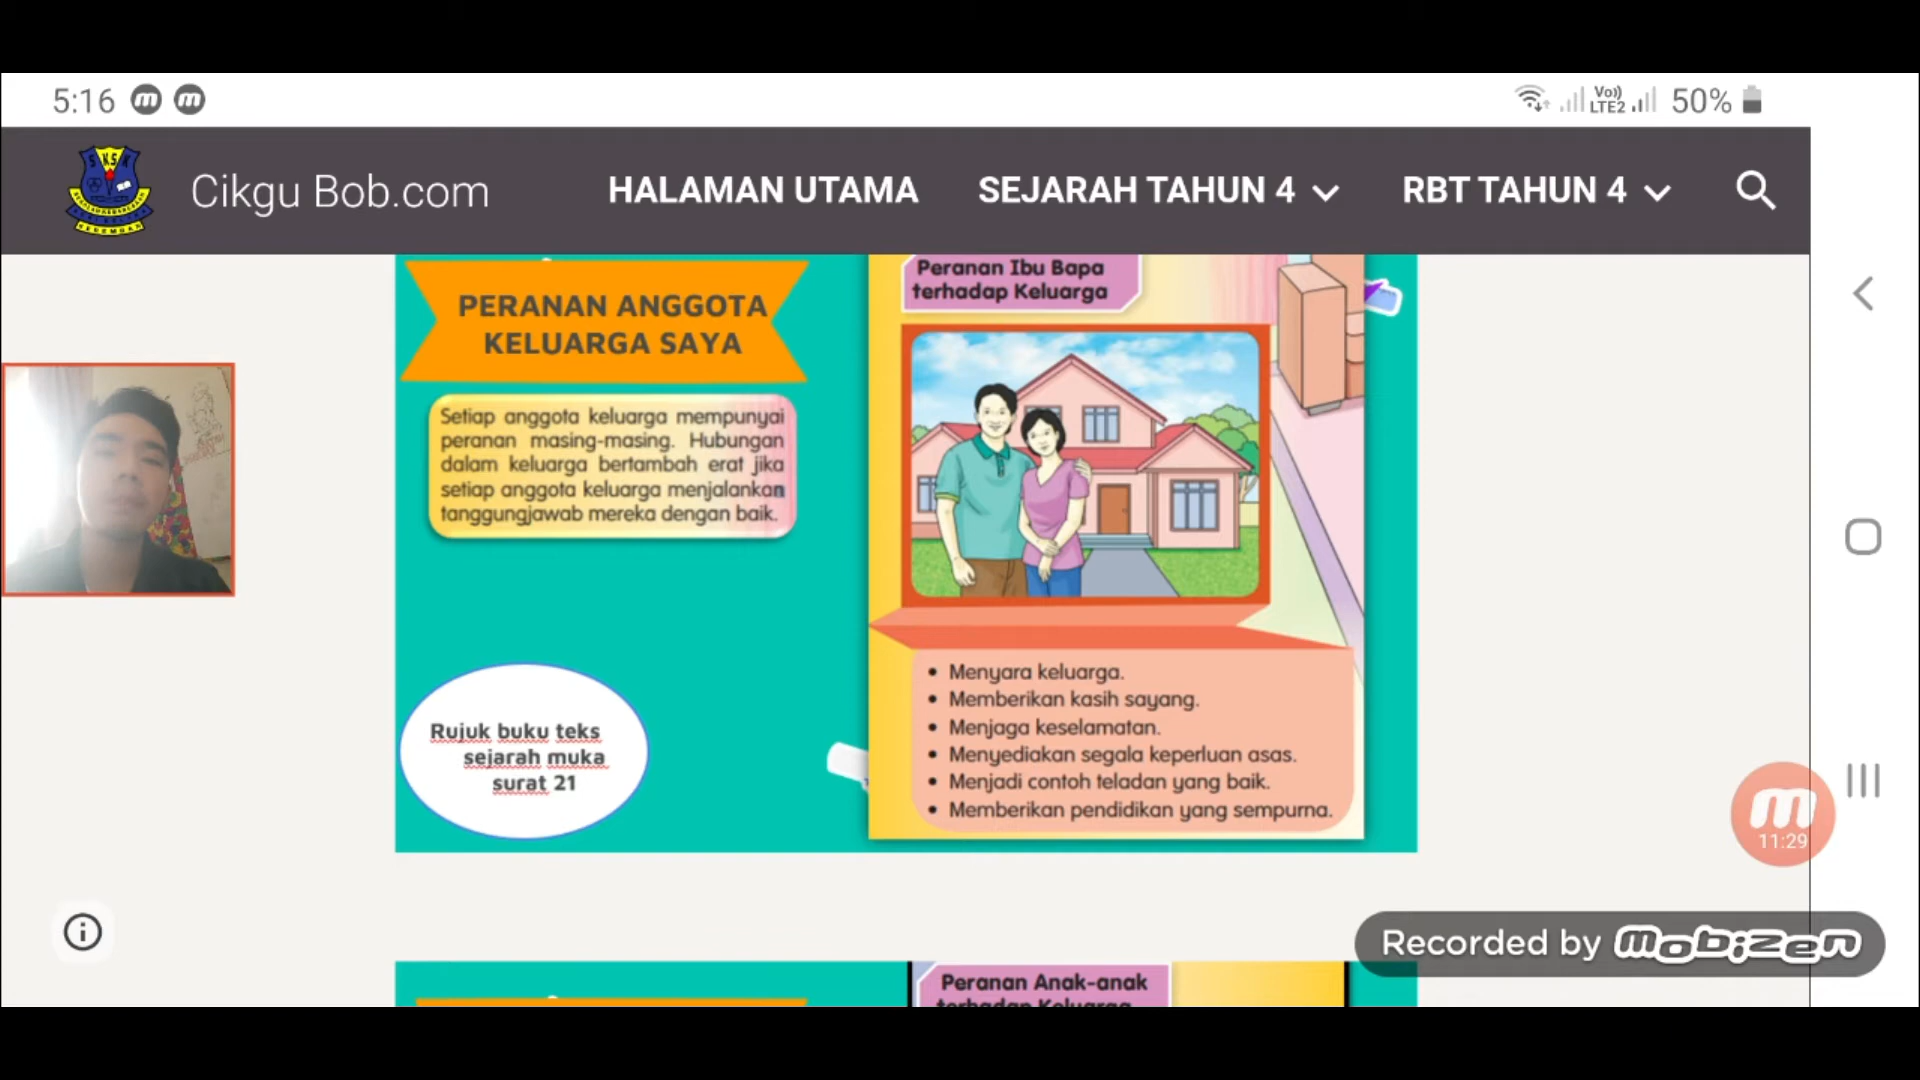 5:16
Vo))
LTE2
50%
Cikgu Bob.com
HALAMAN UTAMA
SEJARAH TAHUN 4
RBT TAHUN 4
PERANAN ANGGOTA
KELUARGA SAYA
Setiap anggota keluarga mempunyai
peranan masing-masing. Hubungan
dalam keluarga bertambah erat jika
setiap anggota keluarga menjalankan
tanggungjawab mereka dengan baik.
Rujuk buku teks
sejarah muka
surat 21
Peranan Ibu Bapa
terhadap Keluarga
• Menyara keluarga.
• Memberikan kasih sayang.
• Menjaga keselamatan.
• Menyediakan segala keperluan asas.
• Menjadi contoh teladan yang baik.
• Memberikan pendidikan yang sempurna.
11:29
Recorded by mobizen
Peranan Anak-anak
terhadap Keluarga